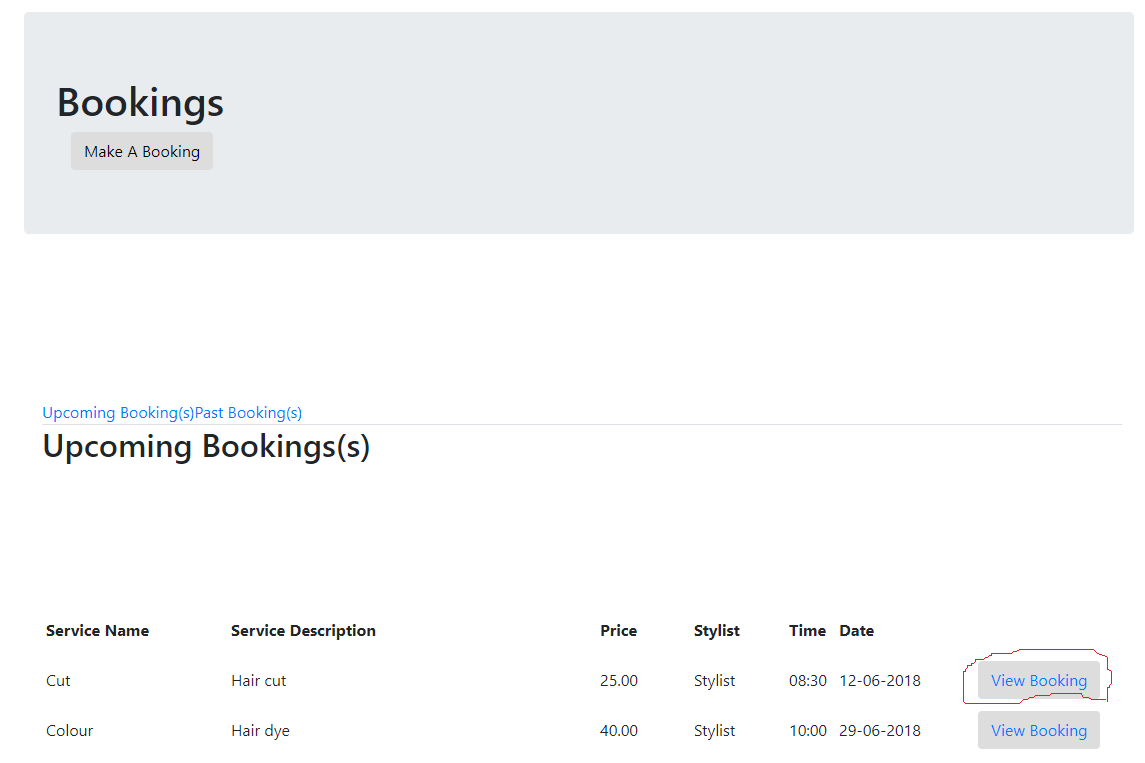 Bookings
Make A Booking
Upcoming Booking(s)Past Booking(s)
Upcoming Bookings(s)
Service Name Service Description Price Stylist Time Date
Cut Hair cut 25.00 Stylist 08:30 12-06-2018 View Booking
Colour Hair dye 40.00 Stylist 10:00 29-06-2018 View Booking